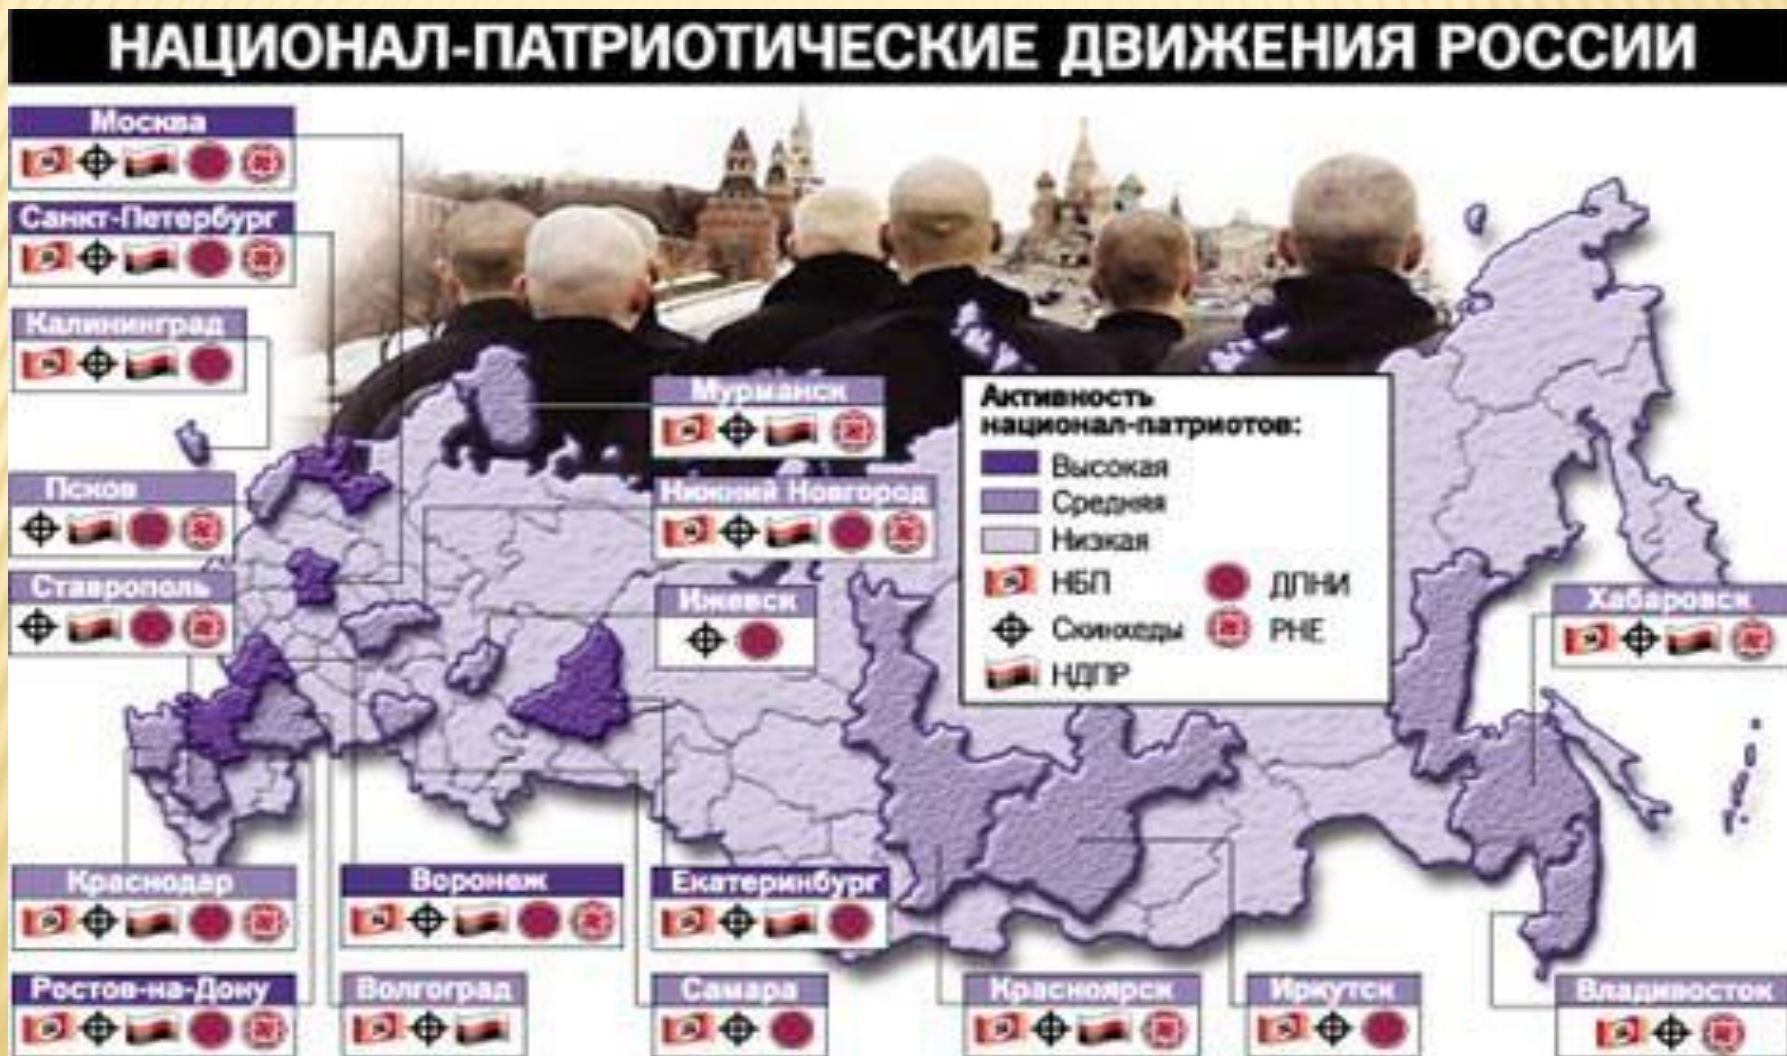 НАЦИОНАЛ-ПАТРИОТИЧЕСКИЕ ДВИЖЕНИЯ РОССИИ
Москва
Санкт-Петербург
Калининград
Псков
Ставрополь
Мурманск
Нижний Новгород
Ижевск
Активность
национал-патриотов:
Высокая
Средняя
Низкая
НБП
Скинхеды
НДПР
ДПНИ
РНЕ
Хабаровск
Краснодар
Воронеж
Екатеринбург
Ростов-на-Дону
Волгоград
Самара
Красноярск
Иркутск
Владивосток